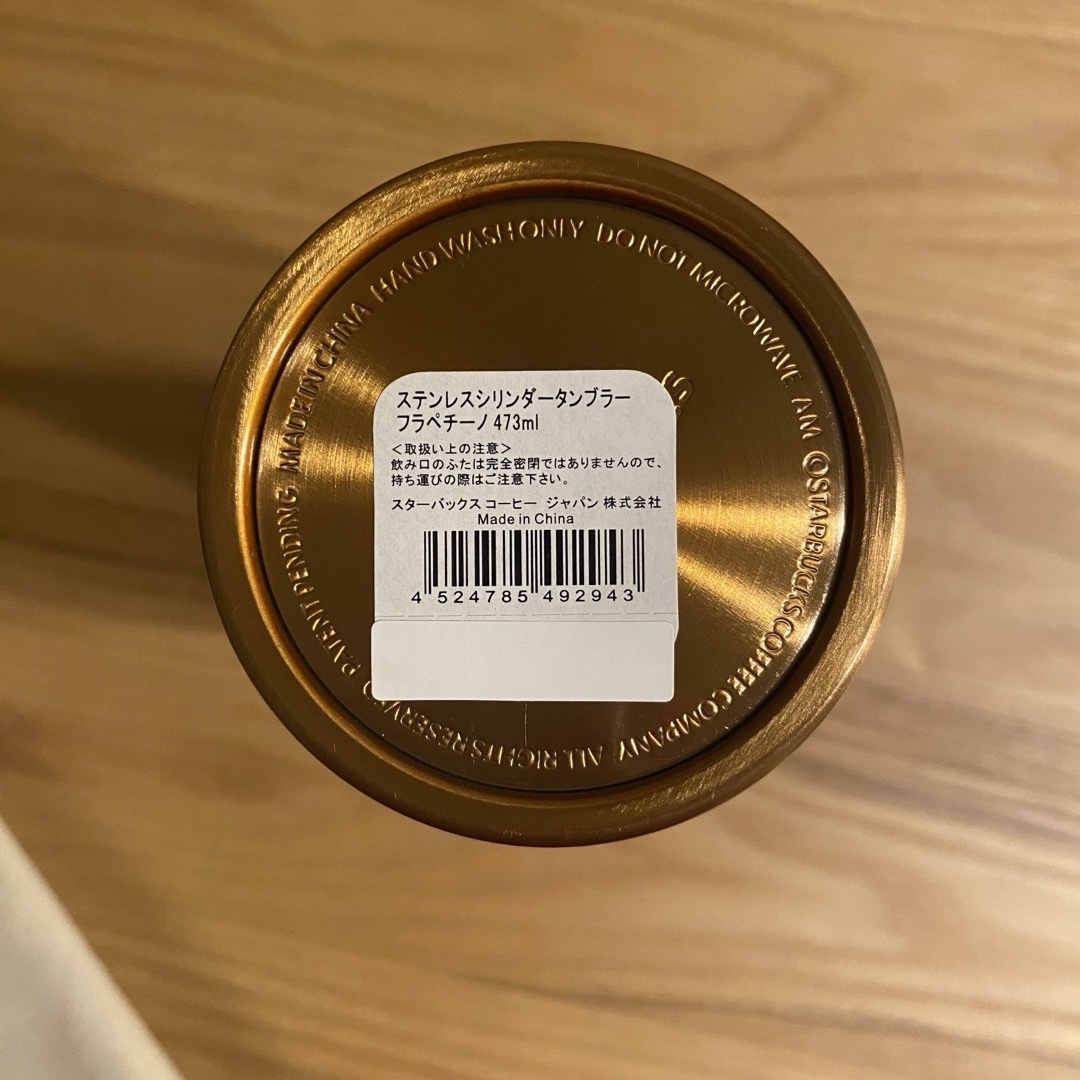 ステンレスシリンダータンブラー
フラペチーノ 473ml
＜取扱い上の注意＞
飲み口のふたは完全密閉ではありませんので、
持ち運びの際はご注意下さい。
スターバックス コーヒー ジャパン 株式会社
Made in China
4 524785 492943
HAND WASH ONLY DO NOT MICROWAVE AM ©STARBUCKS COFFEE COMPANY ALL RIGHTS RESERVED PATENT PENDING MADE IN CHINA